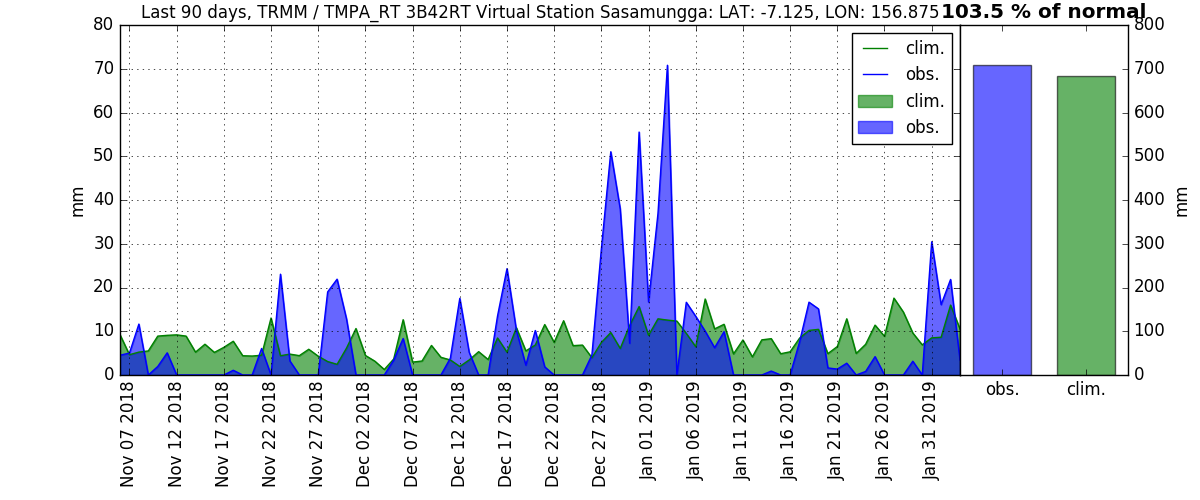 Last 90 days, TRMM / TMPA_RT 3B42RT Virtual Station Sasamungga: LAT: -7.125, LON: 156.875 103.5 % of normal
80
70
60
50
40
30
20
10
0
mm
clim.
obs.
clim.
obs.
800
700
600
500
400
300
200
100
0
mm
Nov 07 2018
Nov 12 2018
Nov 17 2018
Nov 22 2018
Nov 27 2018
Dec 02 2018
Dec 07 2018
Dec 12 2018
Dec 17 2018
Dec 22 2018
Dec 27 2018
Jan 01 2019
Jan 06 2019
Jan 11 2019
Jan 16 2019
Jan 21 2019
Jan 26 2019
Jan 31 2019
obs.
clim.